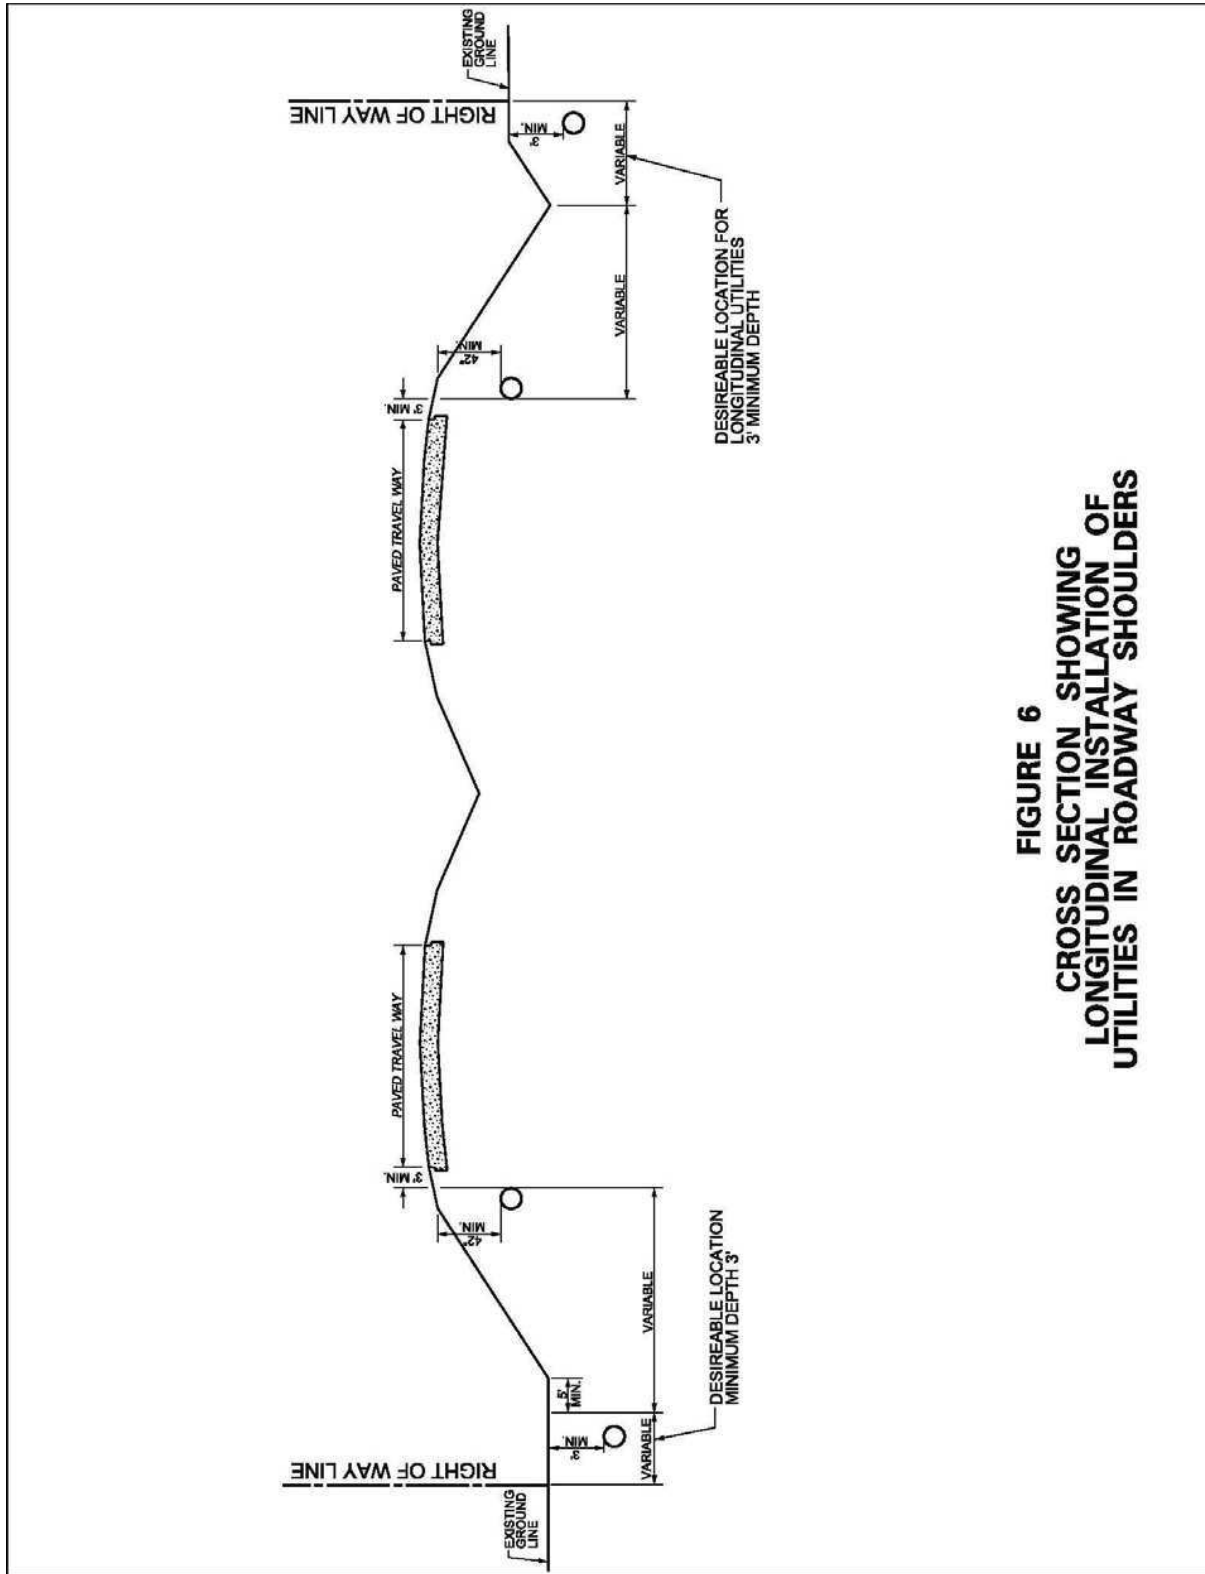 EXISTING
GROUND
LINE
RIGHT OF WAY LINE
3'
MIN.
VARIABLE
5'
MIN.
DESIREABLE LOCATION
MINIMUM DEPTH 3'
VARIABLE
42"
MIN.
3' MIN.
PAVED TRAVEL WAY
PAVED TRAVEL WAY
3' MIN.
42"
MIN.
VARIABLE
DESIREABLE LOCATION FOR
LONGITUDINAL UTILITIES
3' MINIMUM DEPTH
VARIABLE
3'
MIN.
RIGHT OF WAY LINE
EXISTING
GROUND
LINE
FIGURE 6
CROSS SECTION SHOWING
LONGITUDINAL INSTALLATION OF
UTILITIES IN ROADWAY SHOULDERS